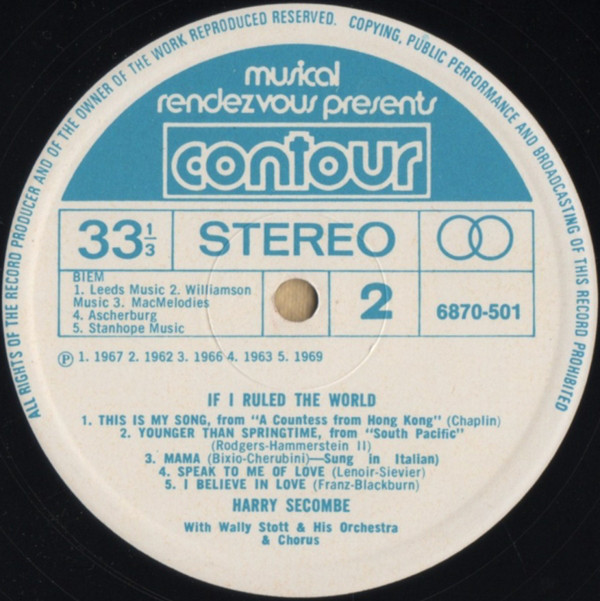 ALL RIGHTS OF THE RECORD PRODUCER AND OF THE OWNER OF THE WORK REPRODUCED RESERVED. COPYING, PUBLIC PERFORMANCE AND BROADCASTING OF THIS RECORD PROHIBITED
musical
rendezvous presents
contour
33 1/3
STEREO
BIEM
1. Leeds Music 2. Williamson
Music 3. MacMelodies
4. Ascherburg
5. Stanhope Music
2
6870-501
Ⓟ 1. 1967 2. 1962 3. 1966 4. 1963 5. 1969
IF I RULED THE WORLD
1. THIS IS MY SONG, from "A Countess from Hong Kong" (Chaplin)
2. YOUNGER THAN SPRINGTIME, from "South Pacific"
(Rodgers-Hammerstein II)
3. MAMA (Bixio-Cherubini)—Sung in Italian)
4. SPEAK TO ME OF LOVE (Lenoir-Sievier)
5. I BELIEVE IN LOVE (Franz-Blackburn)
HARRY SECOMBE
With Wally Stott & His Orchestra
& Chorus